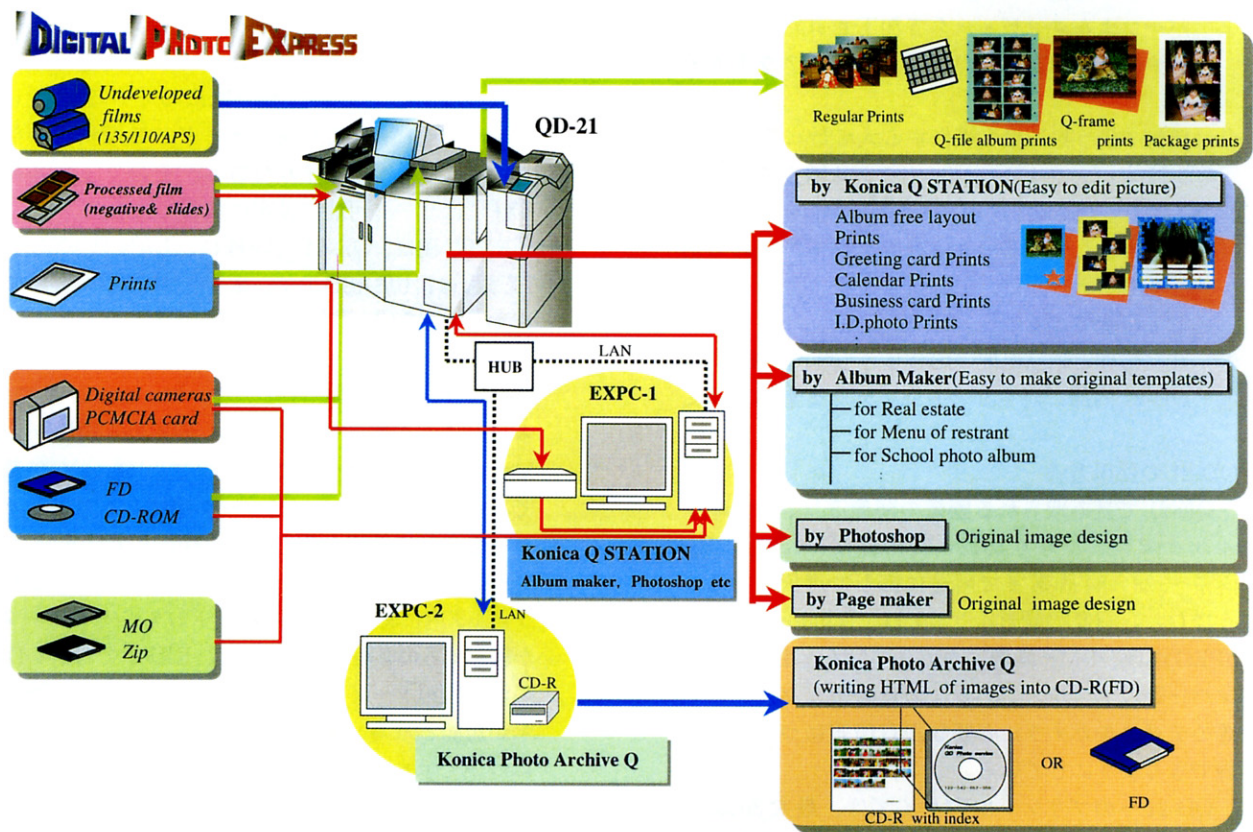 DIGITAL PHOTO EXPRESS
Undeveloped
films
(135/110/APS)
Processed film
(negative& slides)
Prints
Digital cameras
PCMCIA card
FD
CD-ROM
MO
Zip
QD-21
HUB
LAN
EXPC-1
Konica Q STATION
Album maker, Photoshop etc
EXPC-2
LAN
CD-R
Konica Photo Archive Q
Regular Prints
Q-file album prints
Q-frame
prints
Package prints
by Konica Q STATION(Easy to edit picture)
Album free layout
Prints
Greeting card Prints
Calendar Prints
Business card Prints
I.D.photo Prints
:
by Album Maker(Easy to make original templates)
for Real estate
for Menu of restrant
for School photo album
:
by Photoshop Original image design
by Page maker Original image design
Konica Photo Archive Q
(writing HTML of images into CD-R(FD)
Konica
QD Photo service
OR
CD-R with index
FD